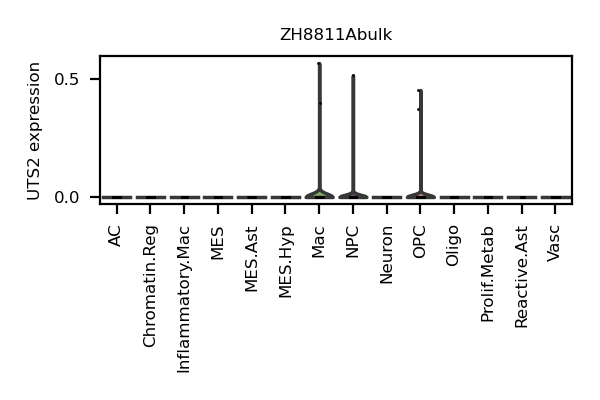 ZH8811Abulk
UTS2 expression
0.5
0.0
AC
Chromatin.Reg
Inflammatory.Mac
MES
MES.Ast
MES.Hyp
Mac
NPC
Neuron
OPC
Oligo
Prolif.Metab
Reactive.Ast
Vasc